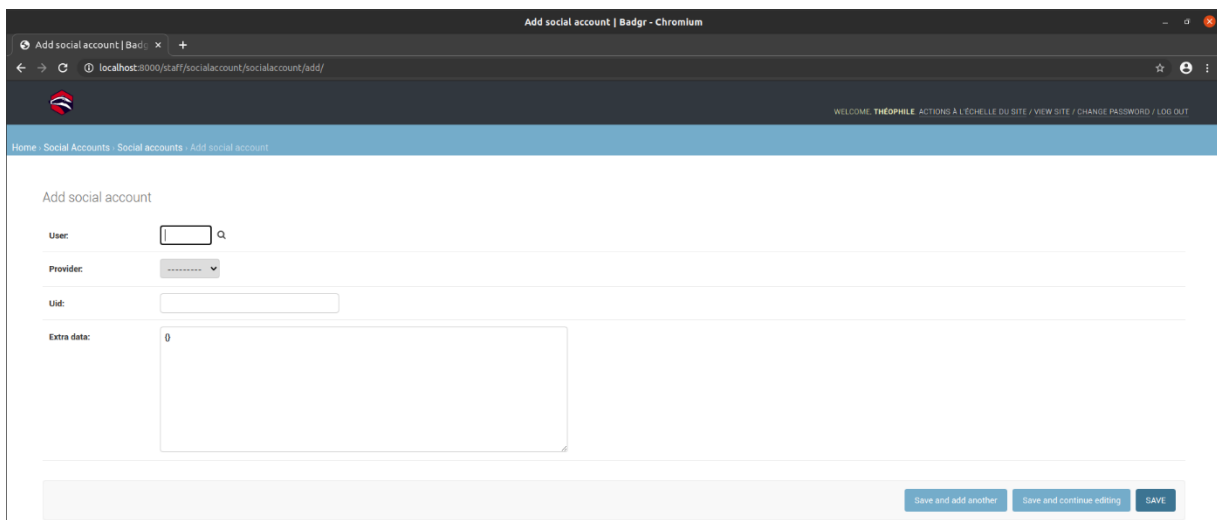 Add social account | Badgr - Chromium
Add social account | Badg
localhost:8000/staff/socialaccount/socialaccount/add/
WELCOME, THÉOPHILE. ACTIONS À L'ÉCHELLE DU SITE / VIEW SITE / CHANGE PASSWORD / LOG OUT
Home › Social Accounts › Social accounts › Add social account
Add social account
User:
Provider: ---------
Uid:
Extra data: {}
Save and add another Save and continue editing SAVE